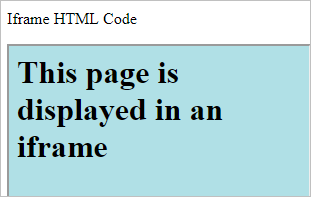 Iframe HTML Code
This page is
displayed in an
iframe